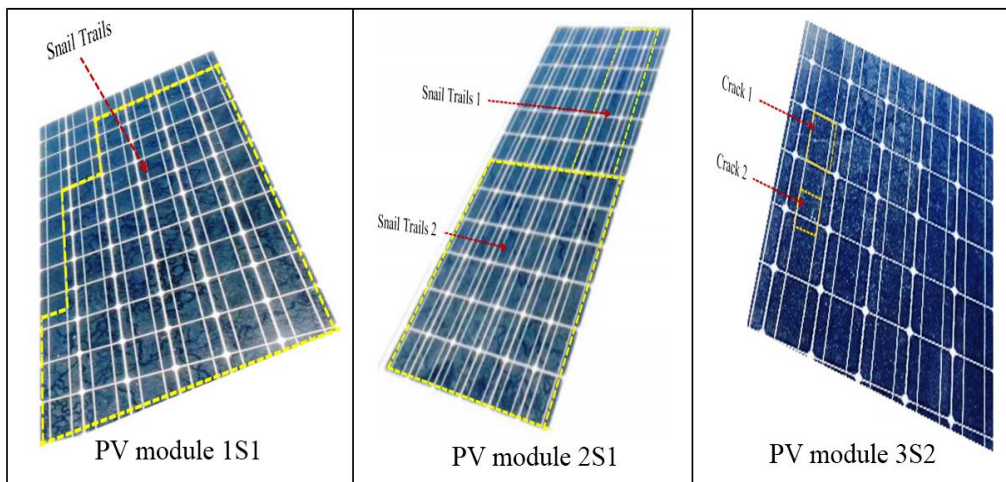 Snail Trails
PV module 1S1
Snail Trails 1
Snail Trails 2
PV module 2S1
Crack 1
Crack 2
PV module 3S2